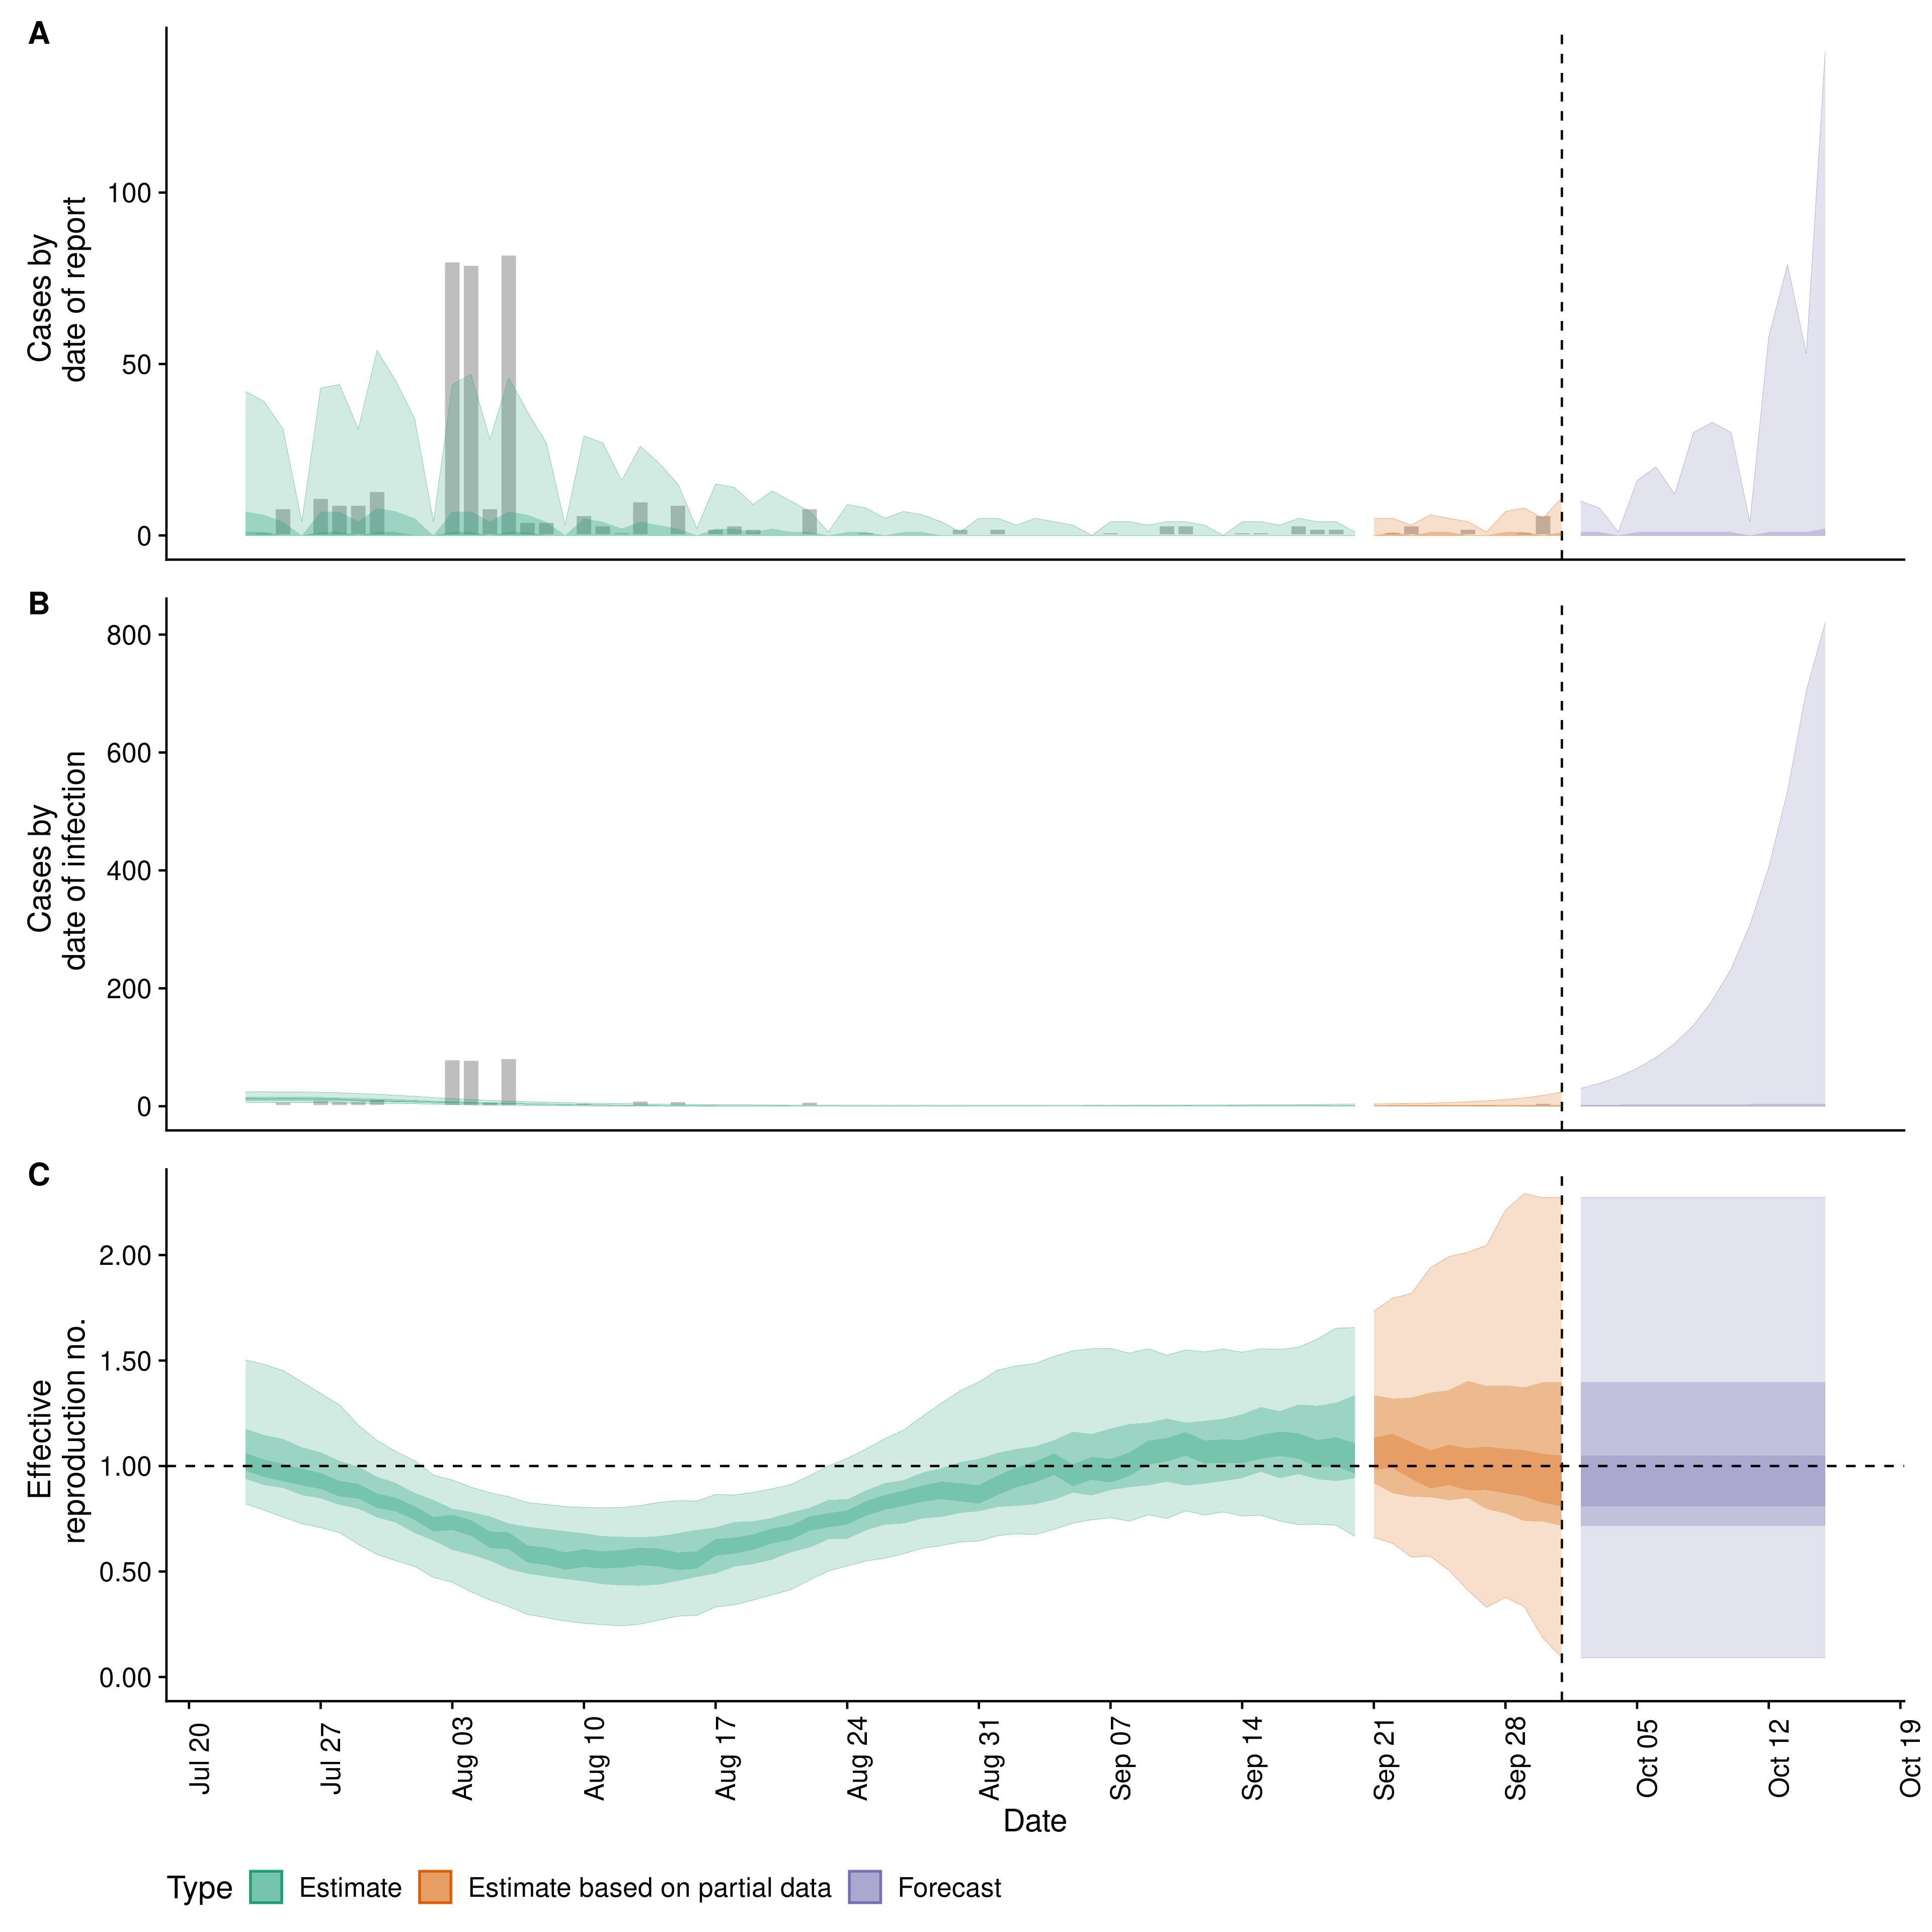 A
Cases by
date of report
100
50
0
B
Cases by
date of infection
800
600
400
200
0
C
Effective
reproduction no.
2.00
1.50
1.00
0.50
0.00
Jul 20
Jul 27
Aug 03
Aug 10
Aug 17
Aug 24
Aug 31
Sep 07
Sep 14
Sep 21
Sep 28
Oct 05
Oct 12
Oct 19
Date
Type Estimate Estimate based on partial data Forecast